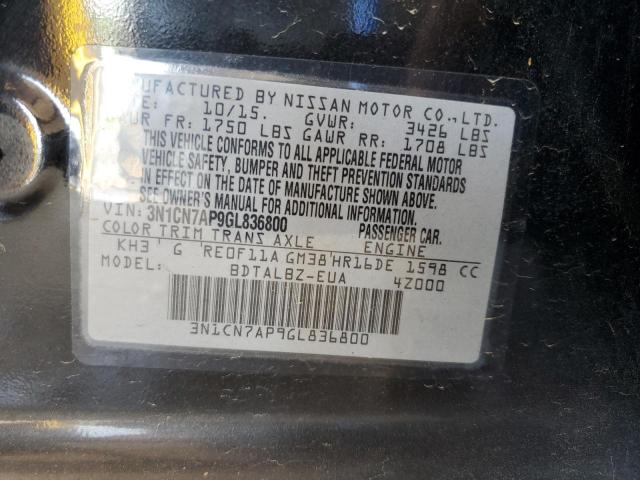 UFACTURED BY NISSAN MOTOR CO., LTD.
TE: 10/15. GVWR: 3426 LBS
WR FR: 1750 LBS GAWR RR: 1708 LBS
THIS VEHICLE CONFORMS TO ALL APPLICABLE FEDERAL MOTOR
VEHICLE SAFETY, BUMPER AND THEFT PREVENTION STANDARDS
IN EFFECT ON THE DATE OF MANUFACTURE SHOWN ABOVE.
SEE OWNER'S MANUAL FOR ADDITIONAL INFORMATION.
VIN: 3N1CN7AP9GL836800 PASSENGER CAR.
COLOR TRIM TRANS AXLE ENGINE
KH3 G RE0F11A GM38 HR16DE 1598 CC
MODEL: BDTALBZ-EUA 4Z000
3N1CN7AP9GL836800